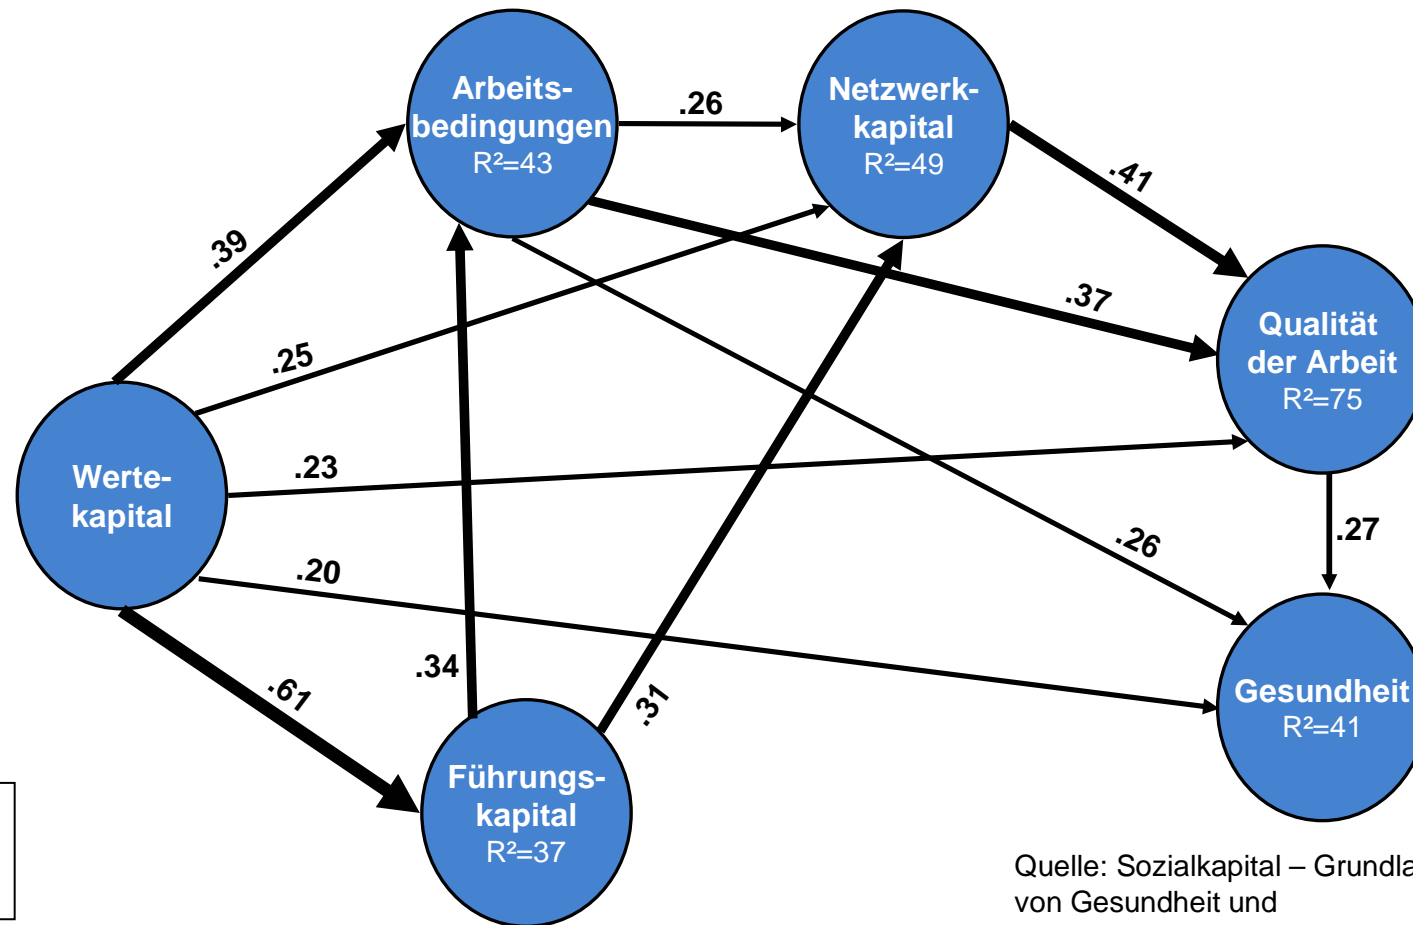 Arbeits-
bedingungen
R²=43
Netzwerk-
kapital
R²=49
.26
.41
.39
.37
.25
Qualität
der Arbeit
R²=75
Werte-
kapital
.23
.26
.27
.20
.34
.31
.61
Gesundheit
R²=41
Führungs-
kapital
R²=37
Quelle: Sozialkapital –
von Gesundheit und